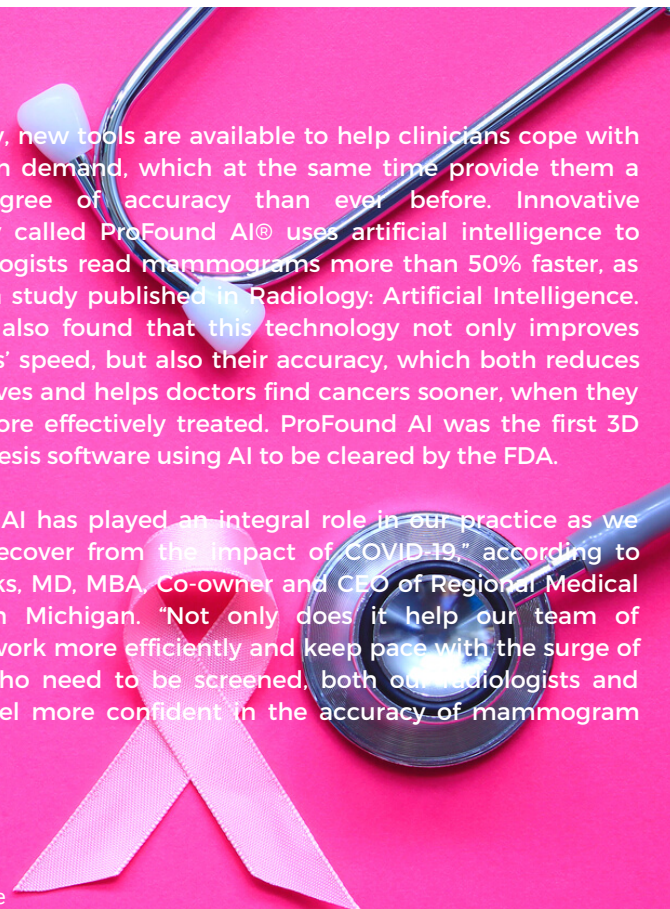 y, new tools are available to help clinicians cope with
n demand, which at the same time provide them a
gree of accuracy than ever before. Innovative
y called ProFound AI® uses artificial intelligence to
ogists read mammograms more than 50% faster, as
a study published in Radiology: Artificial Intelligence.
also found that this technology not only improves
s’ speed, but also their accuracy, which both reduces
ves and helps doctors find cancers sooner, when they
ore effectively treated. ProFound AI was the first 3D
esis software using AI to be cleared by the FDA.
AI has played an integral role in our practice as we
ecover from the impact of COVID-19,” according to
ks, MD, MBA, Co-owner and CEO of Regional Medical
n Michigan. “Not only does it help our team of
work more efficiently and keep pace with the surge of
ho need to be screened, both our radiologists and
el more confident in the accuracy of mammogram
e